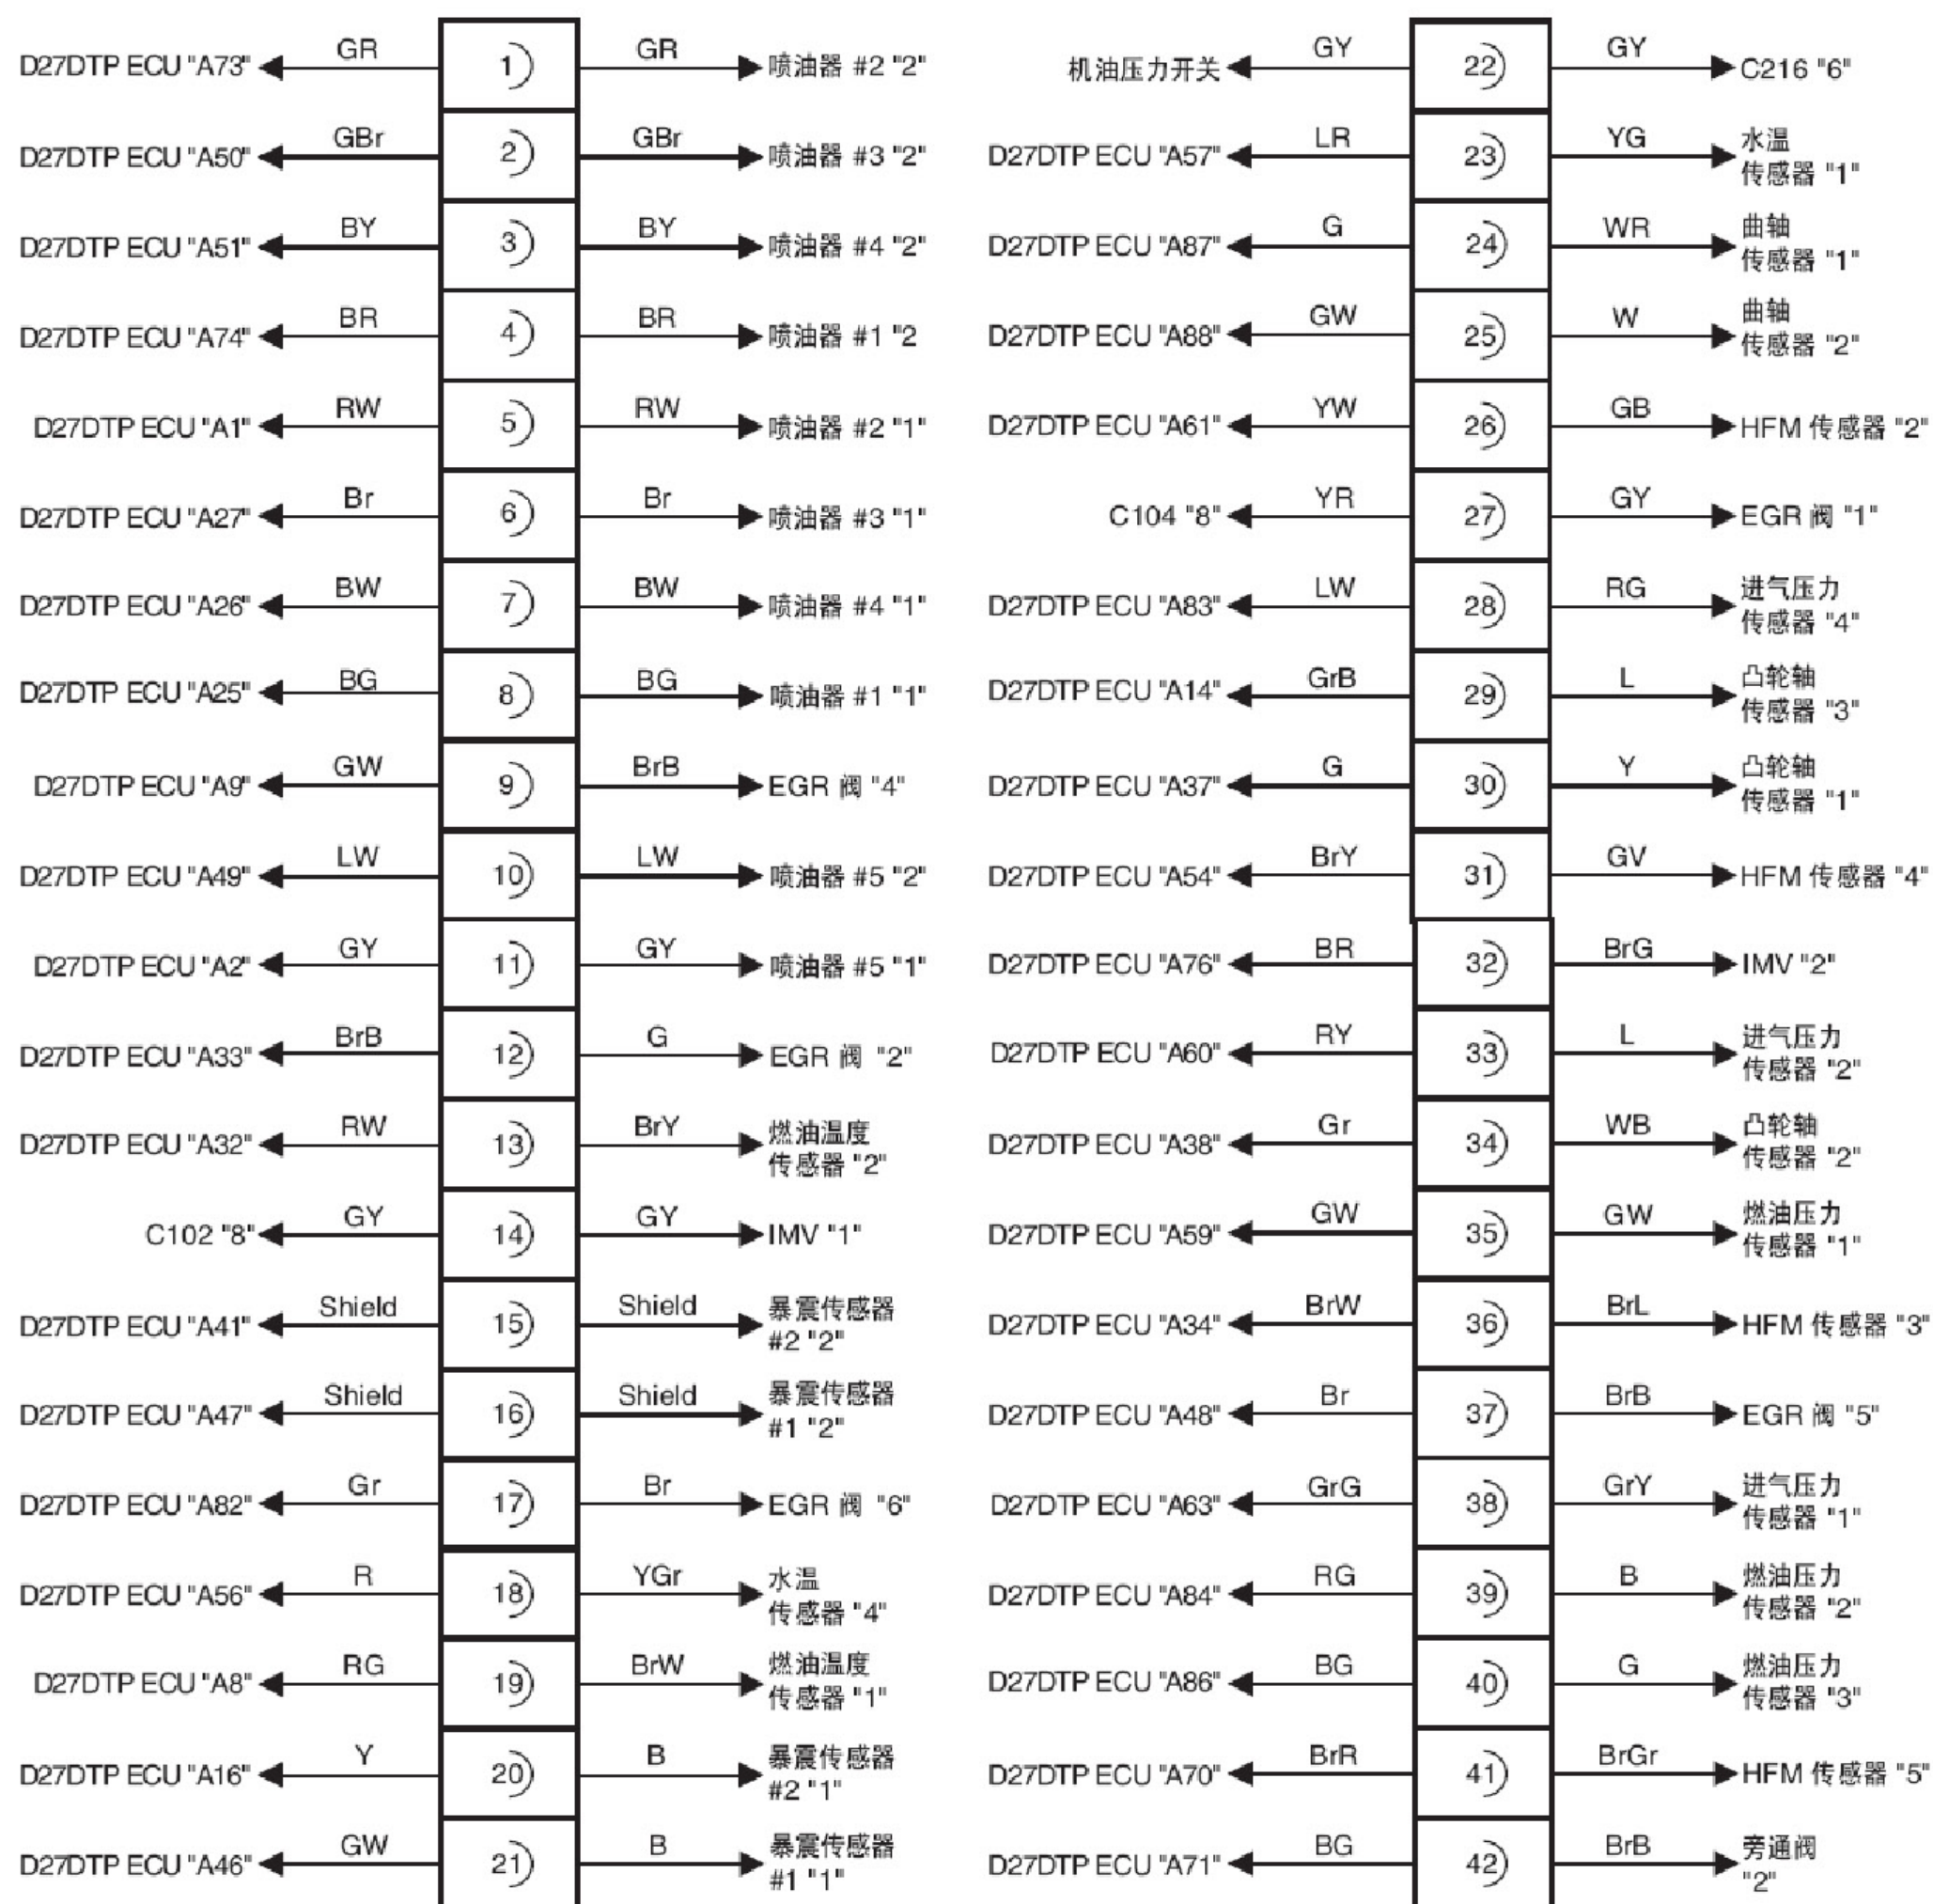 D27DTP ECU "A73" GR 1 GR 喷油器 #2 "2"
D27DTP ECU "A50" GBr 2 GBr 喷油器 #3 "2"
D27DTP ECU "A51" BY 3 BY 喷油器 #4 "2"
D27DTP ECU "A74" BR 4 BR 喷油器 #1 "2
D27DTP ECU "A1" RW 5 RW 喷油器 #2 "1"
D27DTP ECU "A27" Br 6 Br 喷油器 #3 "1"
D27DTP ECU "A26" BW 7 BW 喷油器 #4 "1"
D27DTP ECU "A25" BG 8 BG 喷油器 #1 "1"
D27DTP ECU "A9" GW 9 BrB EGR 阀 "4"
D27DTP ECU "A49" LW 10 LW 喷油器 #5 "2"
D27DTP ECU "A2" GY 11 GY 喷油器 #5 "1"
D27DTP ECU "A33" BrB 12 G EGR 阀 "2"
D27DTP ECU "A32" RW 13 BrY 燃油温度
传感器 "2"
C102 "8" GY 14 GY IMV "1"
D27DTP ECU "A41" Shield 15 Shield 暴震传感器
#2 "2"
D27DTP ECU "A47" Shield 16 Shield 暴震传感器
#1 "2"
D27DTP ECU "A82" Gr 17 Br EGR 阀 "6"
D27DTP ECU "A56" R 18 YGr 水温
传感器 "4"
D27DTP ECU "A8" RG 19 BrW 燃油温度
传感器 "1"
D27DTP ECU "A16" Y 20 B 暴震传感器
#2 "1"
D27DTP ECU "A46" GW 21 B 暴震传感器
#1 "1"
机油压力开关 GY 22 GY C216 "6"
D27DTP ECU "A57" LR 23 YG 水温
传感器 "1"
D27DTP ECU "A87" G 24 WR 曲轴
传感器 "1"
D27DTP ECU "A88" GW 25 W 曲轴
传感器 "2"
D27DTP ECU "A61" YW 26 GB HFM 传感器 "2"
C104 "8" YR 27 GY EGR 阀 "1"
D27DTP ECU "A83" LW 28 RG 进气压力
传感器 "4"
D27DTP ECU "A14" GrB 29 L 凸轮轴
传感器 "3"
D27DTP ECU "A37" G 30 Y 凸轮轴
传感器 "1"
D27DTP ECU "A54" BrY 31 GV HFM 传感器 "4"
D27DTP ECU "A76" BR 32 BrG IMV "2"
D27DTP ECU "A60" RY 33 L 进气压力
传感器 "2"
D27DTP ECU "A38" Gr 34 WB 凸轮轴
传感器 "2"
D27DTP ECU "A59" GW 35 GW 燃油压力
传感器 "1"
D27DTP ECU "A34" BrW 36 BrL HFM 传感器 "3"
D27DTP ECU "A48" Br 37 BrB EGR 阀 "5"
D27DTP ECU "A63" GrG 38 GrY 进气压力
传感器 "1"
D27DTP ECU "A84" RG 39 B 燃油压力
传感器 "2"
D27DTP ECU "A86" BG 40 G 燃油压力
传感器 "3"
D27DTP ECU "A70" BrR 41 BrGr HFM 传感器 "5"
D27DTP ECU "A71" BG 42 BrB 旁通阀
"2"